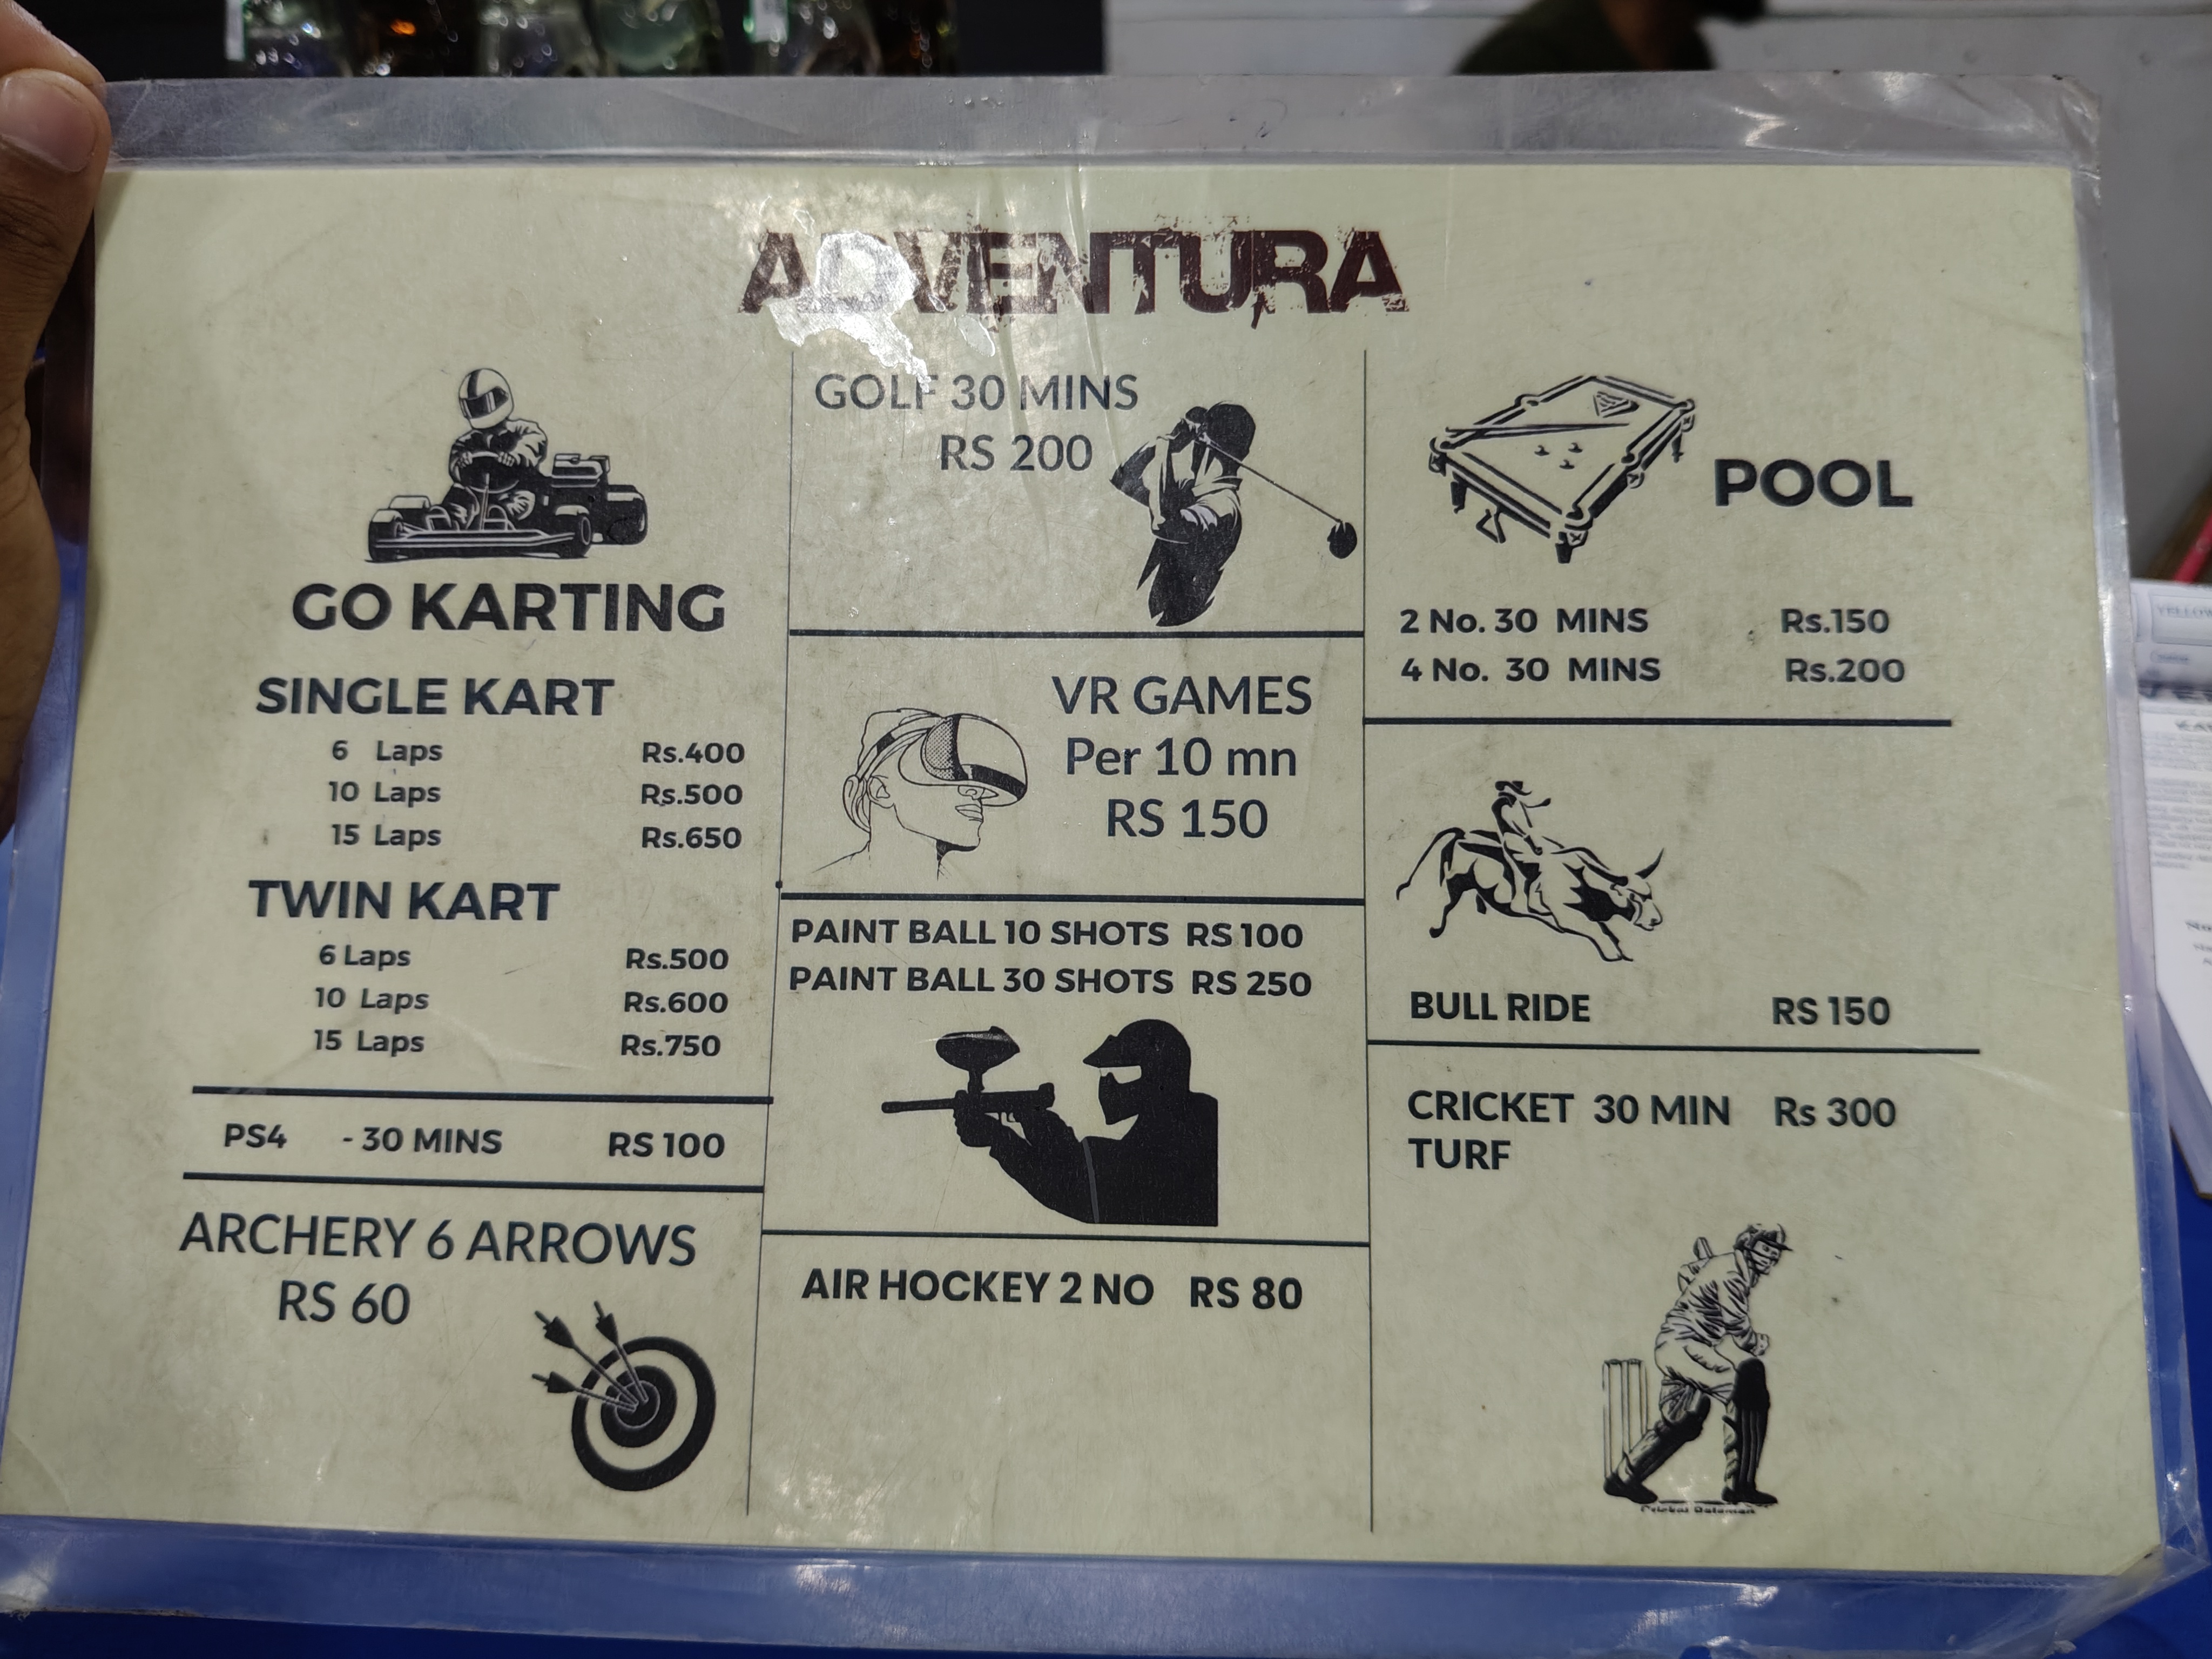 ADVENTURA
GO KARTING
SINGLE KART
6 Laps Rs.400
10 Laps Rs.500
15 Laps Rs.650
TWIN KART
6 Laps Rs.500
10 Laps Rs.600
15 Laps Rs.750
PS4 - 30 MINS RS 100
ARCHERY 6 ARROWS
RS 60
GOLF 30 MINS
RS 200
VR GAMES
Per 10 mn
RS 150
PAINT BALL 10 SHOTS RS 100
PAINT BALL 30 SHOTS RS 250
AIR HOCKEY 2 NO RS 80
POOL
2 No. 30 MINS Rs.150
4 No. 30 MINS Rs.200
BULL RIDE RS 150
CRICKET 30 MIN Rs 300
TURF
YELLOW